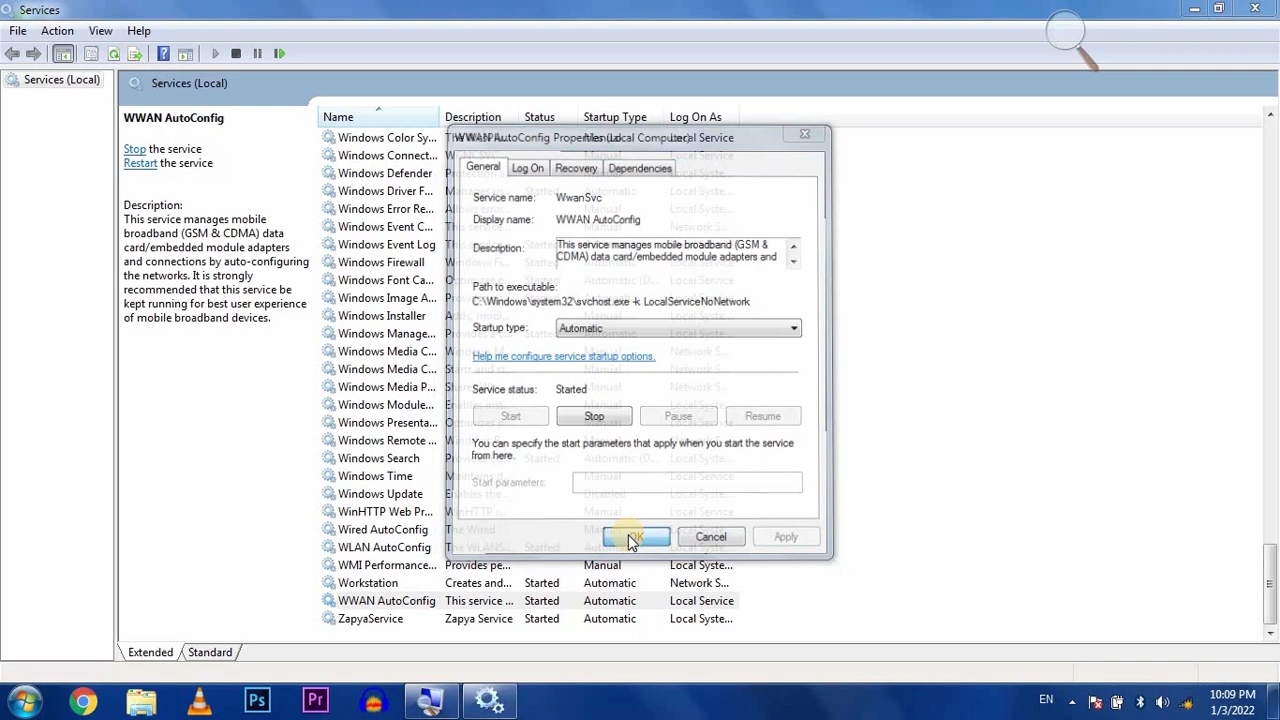 Services
File Action View Help
Services (Local)
Services (Local)
WWAN AutoConfig
Stop the service
Restart the service
Description:
This service manages mobile
broadband (GSM & CDMA) data
card/embedded module adapters
and connections by auto-configuring
the networks. It is strongly
recommended that this service be
kept running for best user experience
of mobile broadband devices.
Name Description Status Startup Type Log On As
Windows Color Sy...
Windows Connect...
Windows Defender
Windows Driver F...
Windows Error Re...
Windows Event C...
Windows Event Log
Windows Firewall
Windows Font Ca...
Windows Image A...
Windows Installer
Windows Manage...
Windows Media C...
Windows Media C...
Windows Media P...
Windows Module...
Windows Presenta...
Windows Remote ...
Windows Search
Windows Time
Windows Update
WinHTTP Web Pr...
Wired AutoConfig
WLAN AutoConfig
WMI Performance... Provides pe... Manual Local Syste...
Workstation Creates and... Started Automatic Network S...
WWAN AutoConfig This service ... Started Automatic Local Service
ZapyaService Zapya Service Started Automatic Local Syste...
WWAN AutoConfig Properties (Local Computer)
General Log On Recovery Dependencies
Service name: WwanSvc
Display name: WWAN AutoConfig
Description: This service manages mobile broadband (GSM &
CDMA) data card/embedded module adapters and
Path to executable:
C:\Windows\system32\svchost.exe -k LocalServiceNoNetwork
Startup type: Automatic
Help me configure service startup options.
Service status: Started
Start Stop Pause Resume
You can specify the start parameters that apply when you start the service
from here.
Start parameters:
OK Cancel Apply
Extended Standard
Ps Pr EN 10:09 PM
1/3/2022